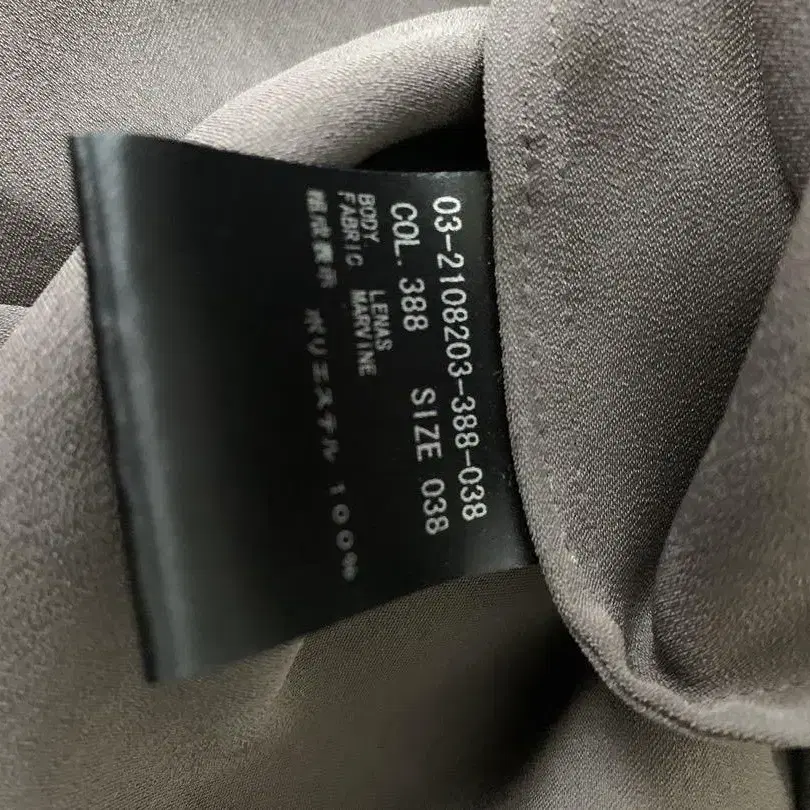 03-2108203-388-038
COL. 388 SIZE 038
BODY LENAS
FABRIC MARVINE
組成表示 ポリエステル 100%